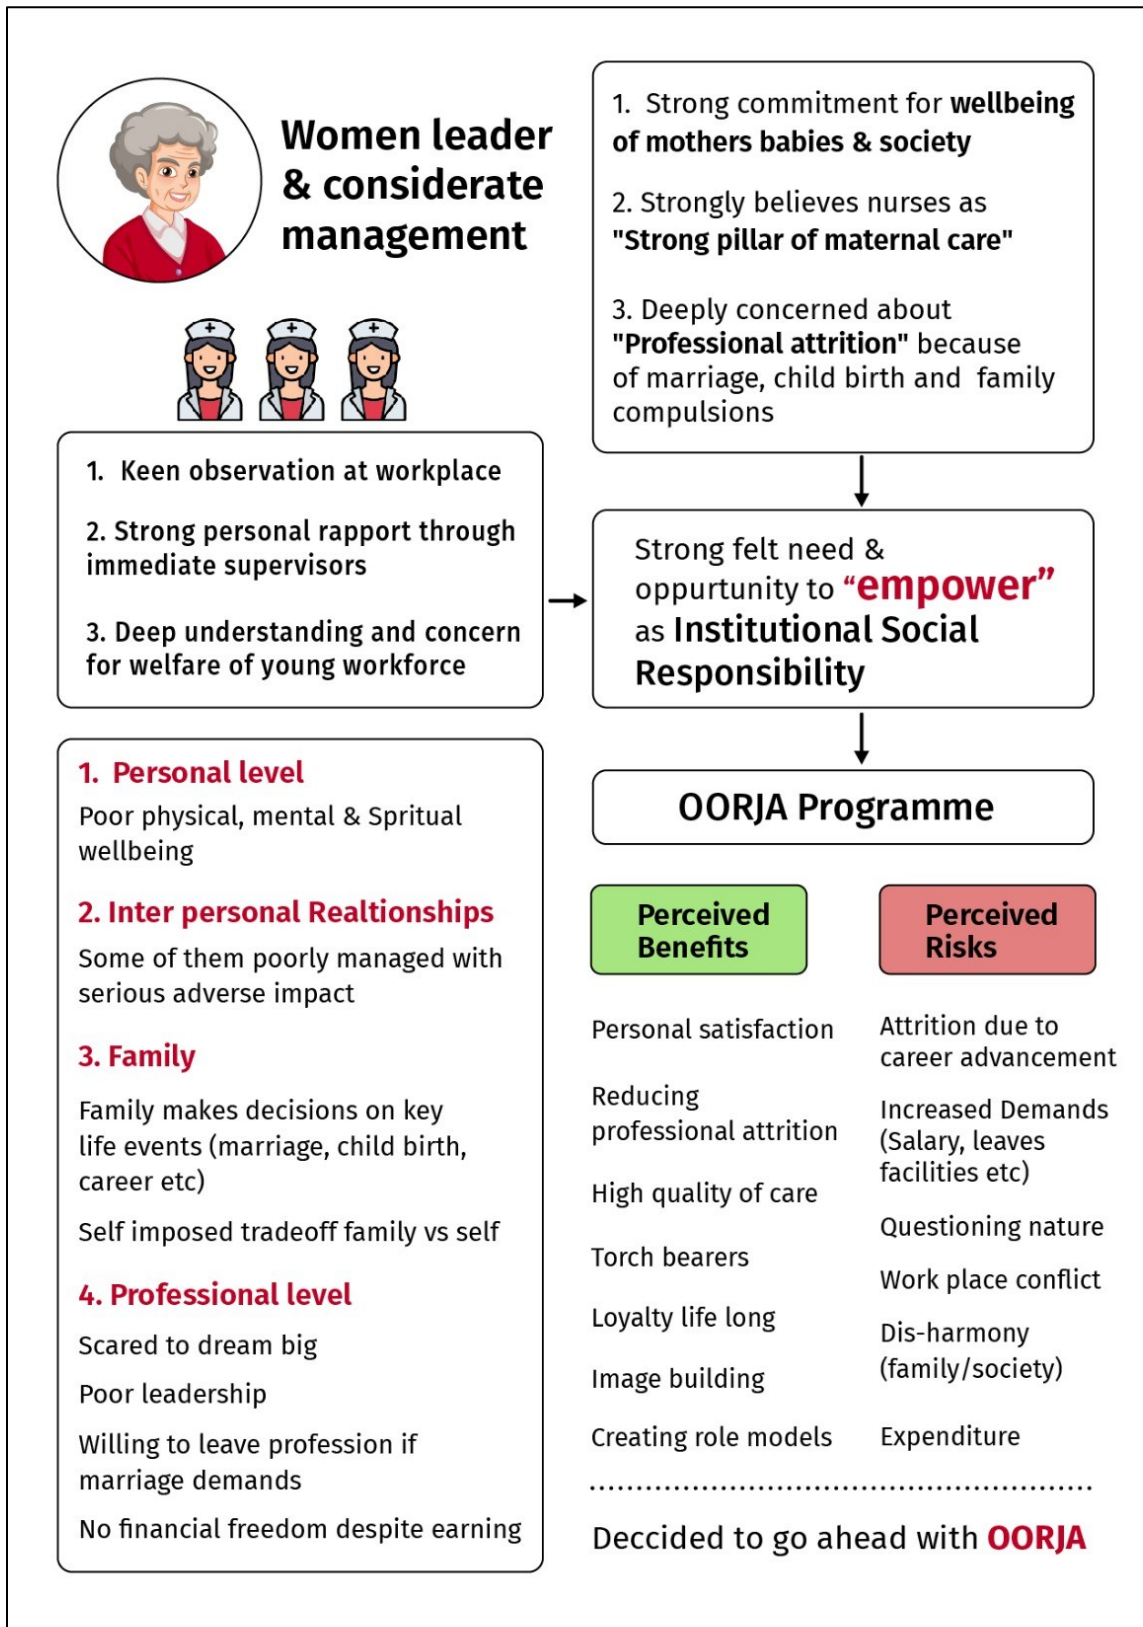 Women leader
& considerate
management
1. Strong commitment for wellbeing
of mothers babies & society
2. Strongly believes nurses as
"Strong pillar of maternal care"
3. Deeply concerned about
"Professional attrition" because
of marriage, child birth and family
compulsions
1. Keen observation at workplace
2. Strong personal rapport through
immediate supervisors
3. Deep understanding and concern
for welfare of young workforce
Strong felt need &
oppurtunity to “empower”
as Institutional Social
Responsibility
OORJA Programme
1. Personal level
Poor physical, mental & Spritual
wellbeing
2. Inter personal Realtionships
Some of them poorly managed with
serious adverse impact
3. Family
Family makes decisions on key
life events (marriage, child birth,
career etc)
Self imposed tradeoff family vs self
4. Professional level
Scared to dream big
Poor leadership
Willing to leave profession if
marriage demands
No financial freedom despite earning
Perceived
Benefits
Personal satisfaction
Reducing
professional attrition
High quality of care
Torch bearers
Loyalty life long
Image building
Creating role models
Perceived
Risks
Attrition due to
career advancement
Increased Demands
(Salary, leaves
facilities etc)
Questioning nature
Work place conflict
Dis-harmony
(family/society)
Expenditure
Deccided to go ahead with OORJA